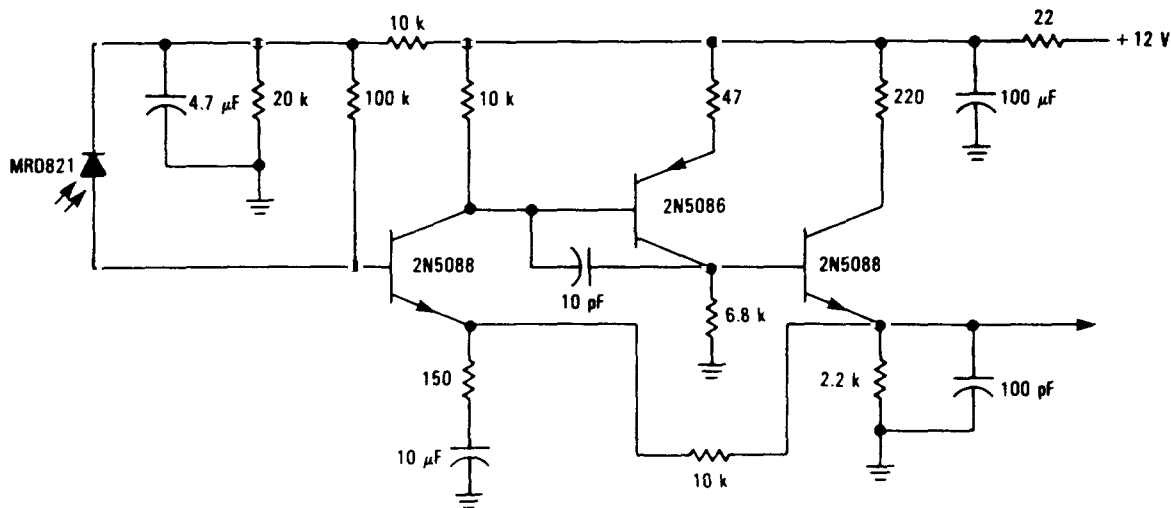 10 k
22
+ 12 V
4.7 μF
20 k
100 k
10 k
47
220
100 μF
MRD821
2N5086
2N5088
2N5088
10 pF
6.8 k
150
2.2 k
100 pF
10 μF
10 k